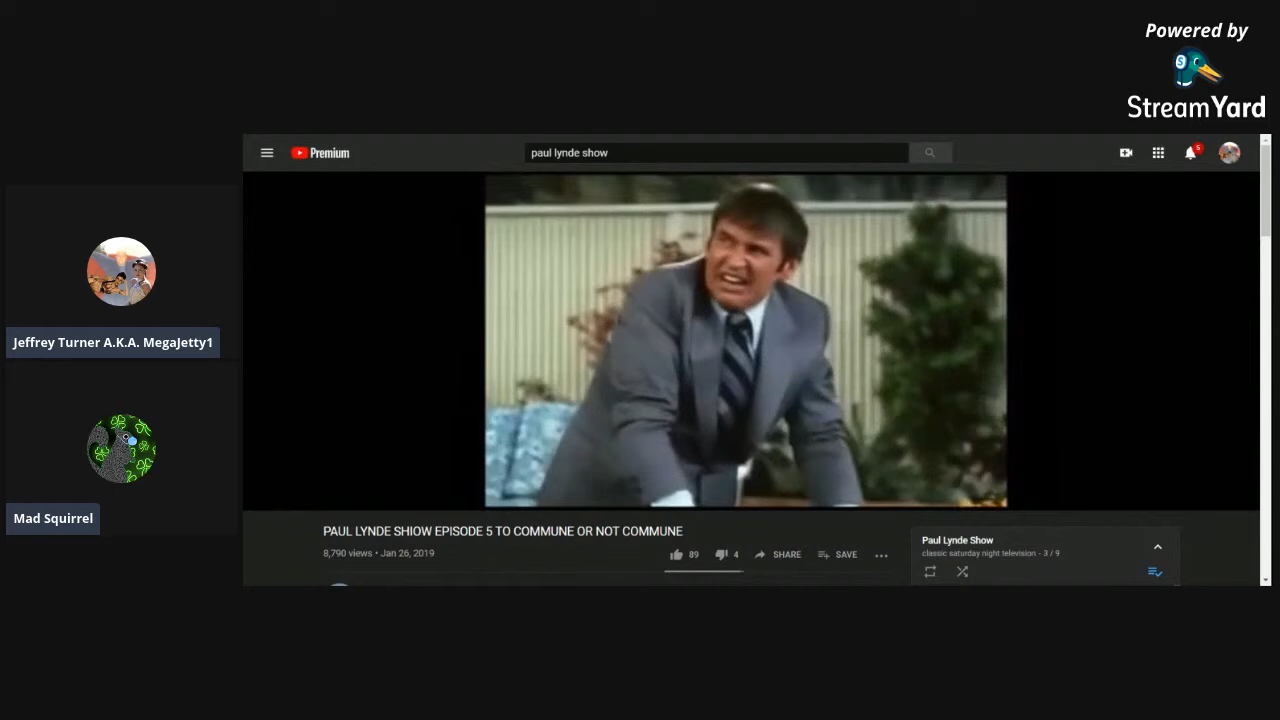 Powered by
StreamYard
Premium
paul lynde show
5
Jeffrey Turner A.K.A. MegaJetty1
Mad Squirrel
PAUL LYNDE SHIOW EPISODE 5 TO COMMUNE OR NOT COMMUNE
8,790 views • Jan 26, 2019
89
4
SHARE
SAVE
Paul Lynde Show
classic saturday night television - 3 / 9